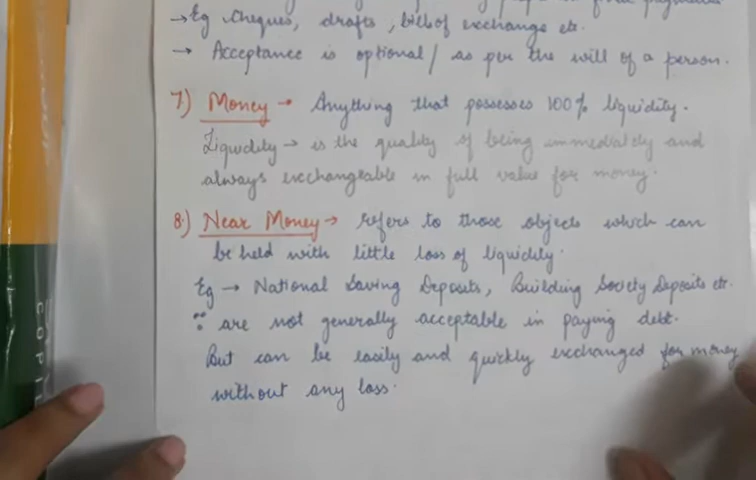 → Eg Cheques, drafts, bill of exchange etc.
→ Acceptance is optional / as per the will of a person.
7) Money → Anything that possesses 100% liquidity.
Liquidity → is the quality of being immediately and
always exchangeable in full value for money.
8.) Near Money → refers to those objects which can
be held with little loss of liquidity.
Eg → National Saving Deposits, Building Society Deposits etc.
∵ are not generally acceptable in paying debt.
But can be easily and quickly exchanged for money
without any loss.